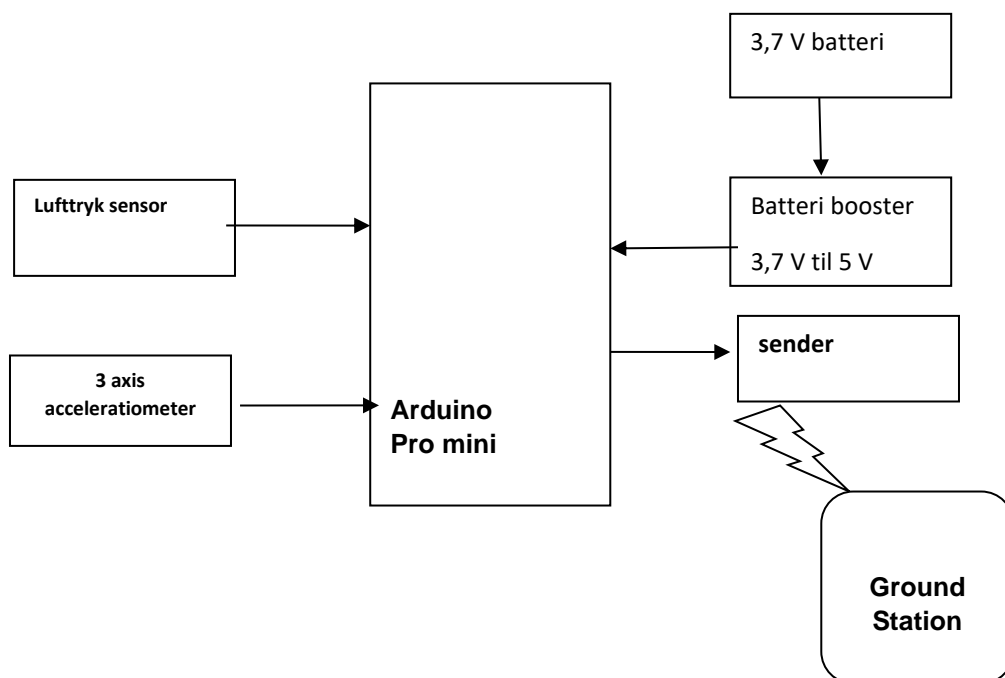 3,7 V batteri
Lufttryk sensor
Batteri booster
3,7 V til 5 V
sender
3 axis
acceleratiometer
Arduino
Pro mini
Ground
Station